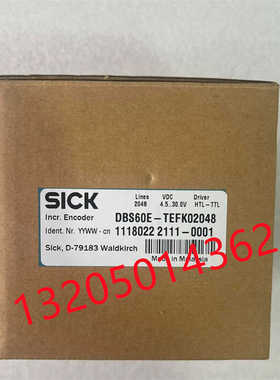 SICK
Lines VDC Driver
2048 4.5...30.0V HTL-TTL
Incr. Encoder DBS60E-TEFK02048
Ident. Nr. YYWW - cn 1118022 2111-0001
Sick, D-79183 Waldkirch
Made in Malaysia
13205014362